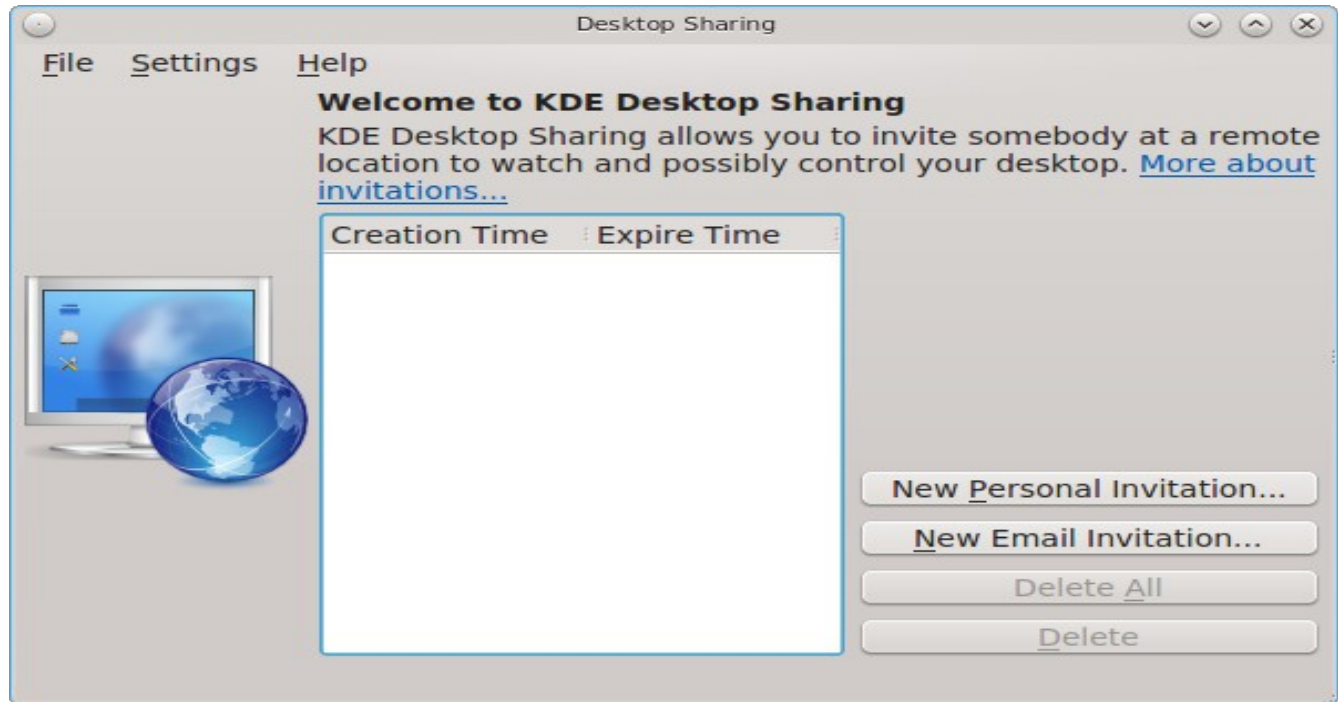 Desktop Sharing
File Settings Help
Welcome to KDE Desktop Sharing
KDE Desktop Sharing allows you to invite somebody at a remote
location to watch and possibly control your desktop. More about
invitations...
Creation Time Expire Time
New Personal Invitation...
New Email Invitation...
Delete All
Delete